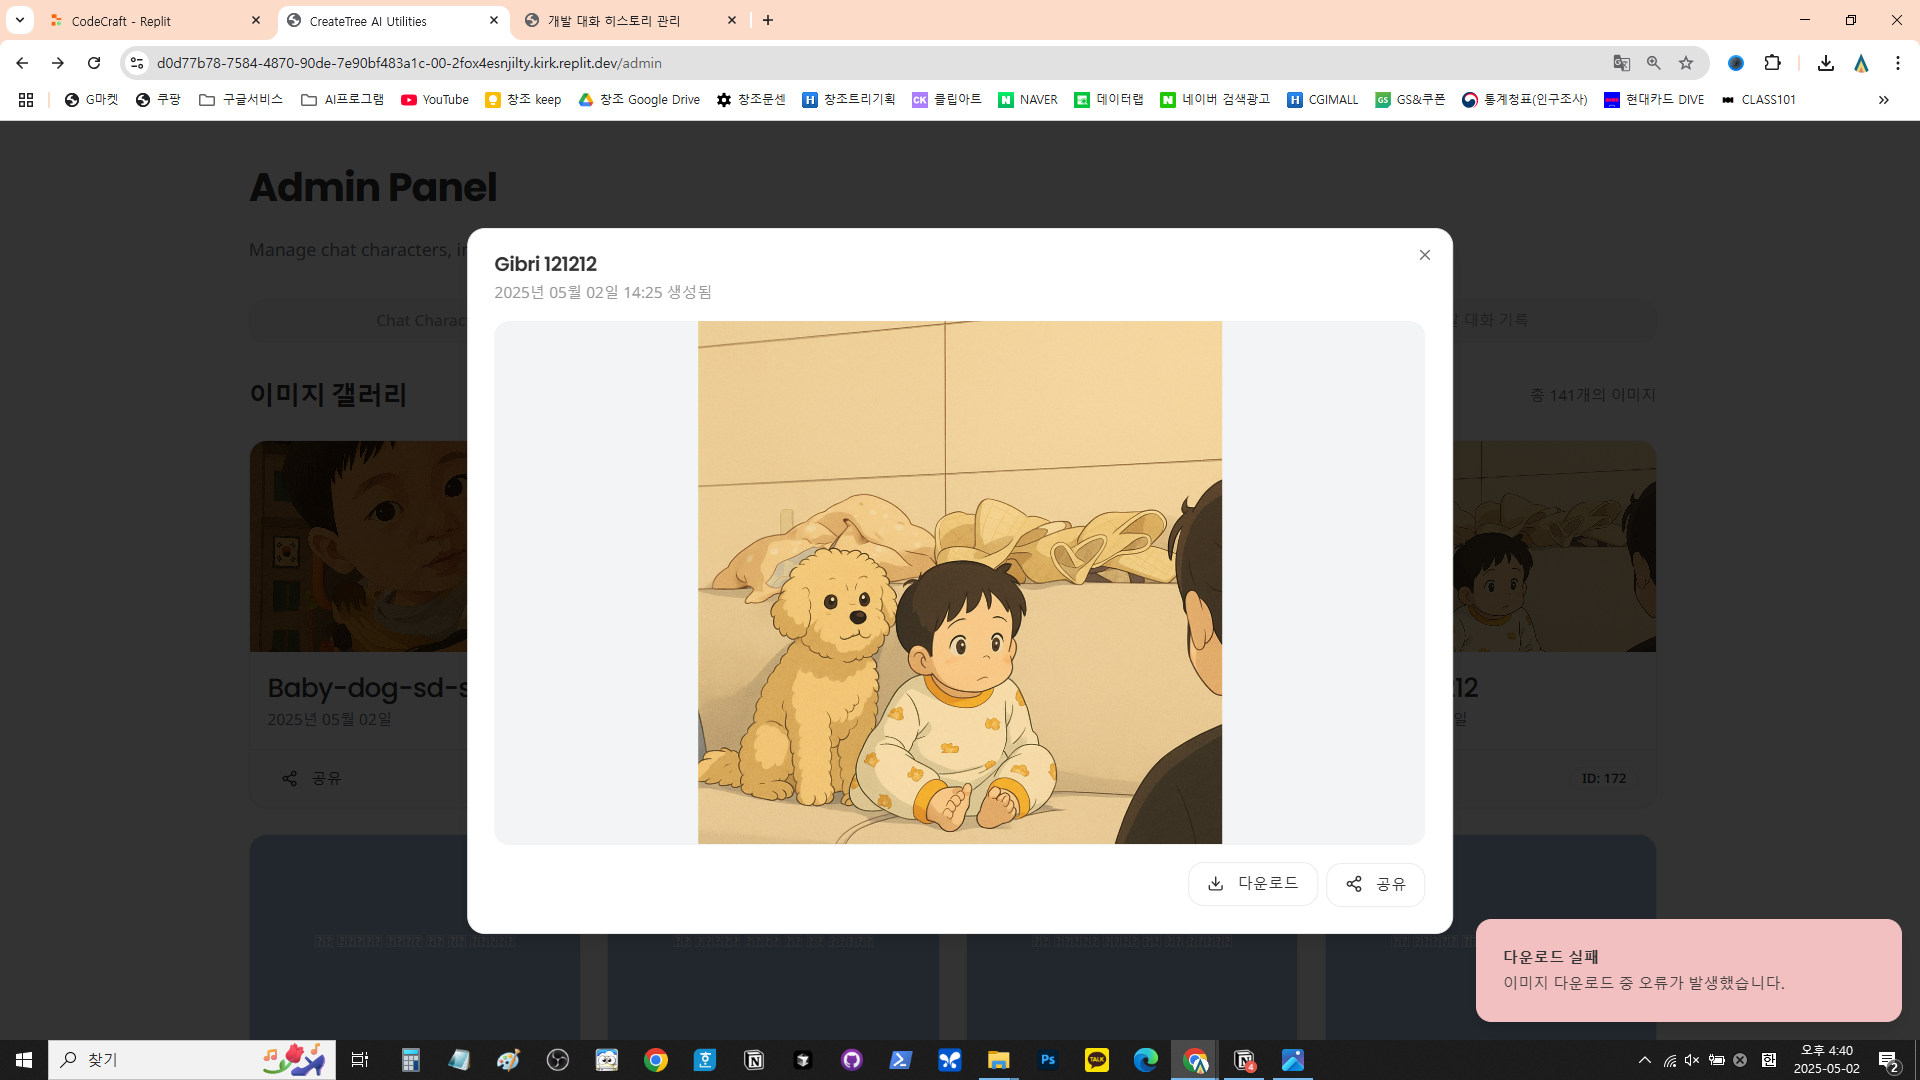 CodeCraft - Replit
CreateTree AI Utilities
개발 대화 히스토리 관리
d0d77b78-7584-4870-90de-7e90bf483a1c-00-2fox4esnjilty.kirk.replit.dev/admin
G마켓
쿠팡
구글서비스
AI프로그램
YouTube
창조 keep
창조 Google Drive
창조문센
창조트리기획
클립아트
NAVER
데이터랩
네이버 검색광고
CGIMALL
GS&쿠폰
통계청표(인구조사)
현대카드 DIVE
CLASS101
Admin Panel
Manage chat characters,
Gibri 121212
2025년 05월 02일 14:25 생성됨
Chat Charac
대화 기록
이미지 갤러리
총 141개의 이미지
Baby-dog-sd-s
2025년 05월 02일
공유
12
일
ID: 172
다운로드
공유
다운로드 실패
이미지 다운로드 중 오류가 발생했습니다.
찾기
TALK
Ps
4
한
오후 4:40
2025-05-02
2